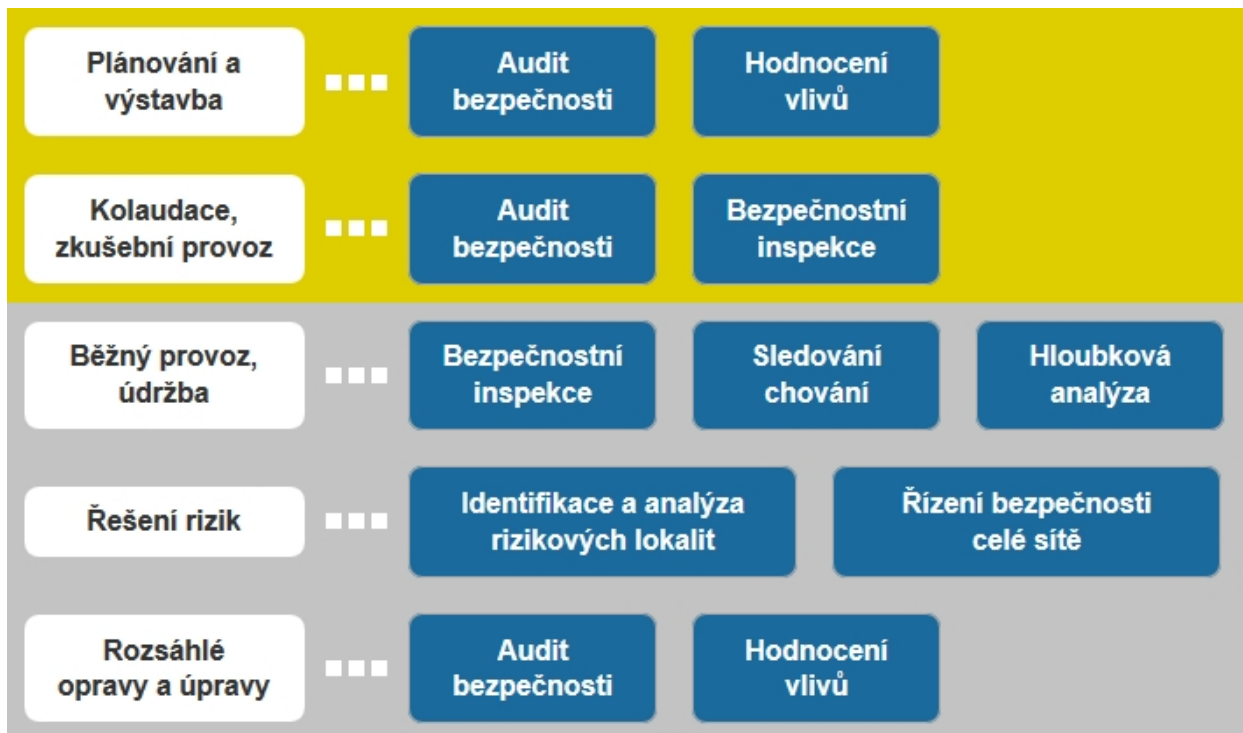 Plánování a
výstavba
Audit
bezpečnosti
Hodnocení
vlivů
Kolaudace,
zkušební provoz
Audit
bezpečnosti
Bezpečnostní
inspekce
Běžný provoz,
údržba
Bezpečnostní
inspekce
Sledování
chování
Hloubková
analýza
Řešení rizik
Identifikace a analýza
rizikových lokalit
Řízení bezpečnosti
celé sítě
Rozsáhlé
opravy a úpravy
Audit
bezpečnosti
Hodnocení
vlivů